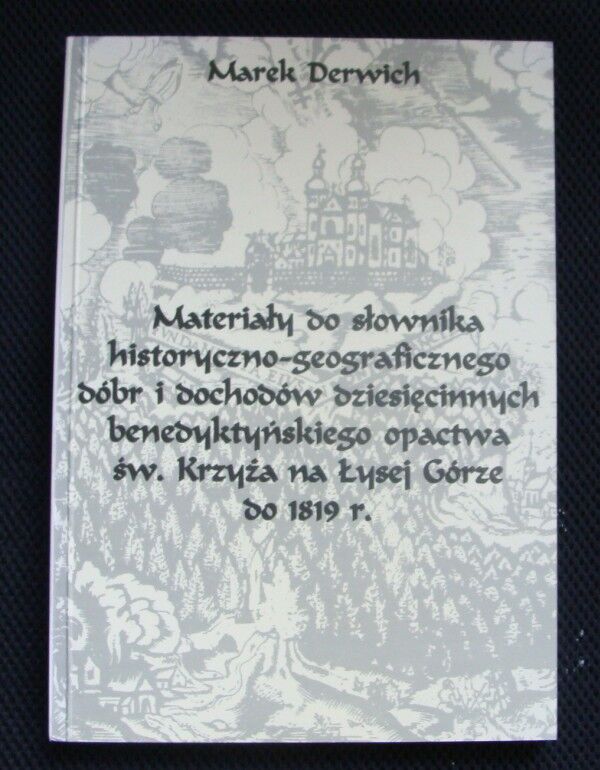 Marek Derwich
Materiały do słownika
historyczno-geograficznego
dóbr i dochodów dziesięcinnych
benedyktyńskiego opactwa
św. Krzyża na Łysej Górze
do 1819 r.